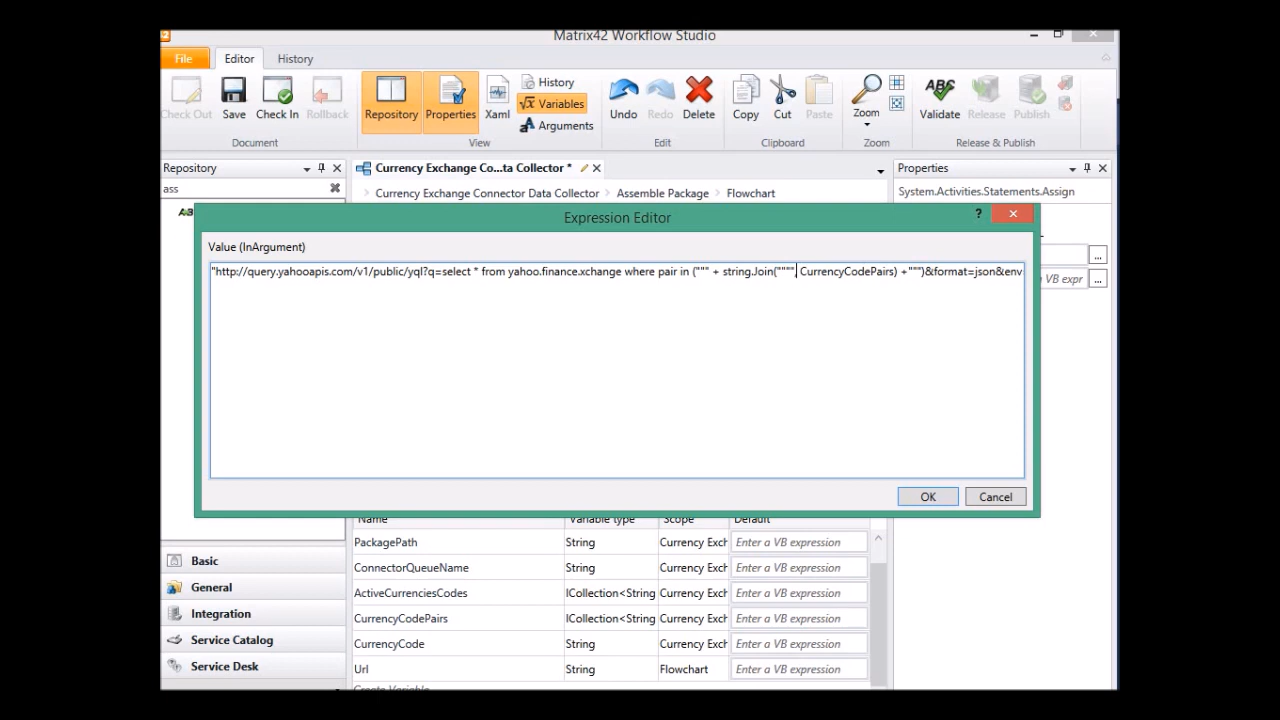 Matrix42 Workflow Studio
File Editor History
Check Out Save Check In Rollback Repository Properties Xaml History Variables Arguments Undo Redo Delete Copy Cut Paste Zoom Validate Release Publish
Document View Edit Clipboard Zoom Release & Publish
Repository Currency Exchange Co...ta Collector * Properties
ass Currency Exchange Connector Data Collector Assemble Package Flowchart System.Activities.Statements.Assign
Expression Editor ?
Value (InArgument)
"http://query.yahooapis.com/v1/public/yql?q=select * from yahoo.finance.xchange where pair in (""" + string.Join("""", CurrencyCodePairs) +""")&format=json&env
...
VB expr ...
OK Cancel
Name Variable type Scope Default
PackagePath String Currency Exch Enter a VB expression
ConnectorQueueName String Currency Exch Enter a VB expression
ActiveCurrenciesCodes ICollection<String Currency Exch Enter a VB expression
CurrencyCodePairs ICollection<String Currency Exch Enter a VB expression
CurrencyCode String Currency Exch Enter a VB expression
Url String Flowchart Enter a VB expression
Create Variable
Basic
General
Integration
Service Catalog
Service Desk